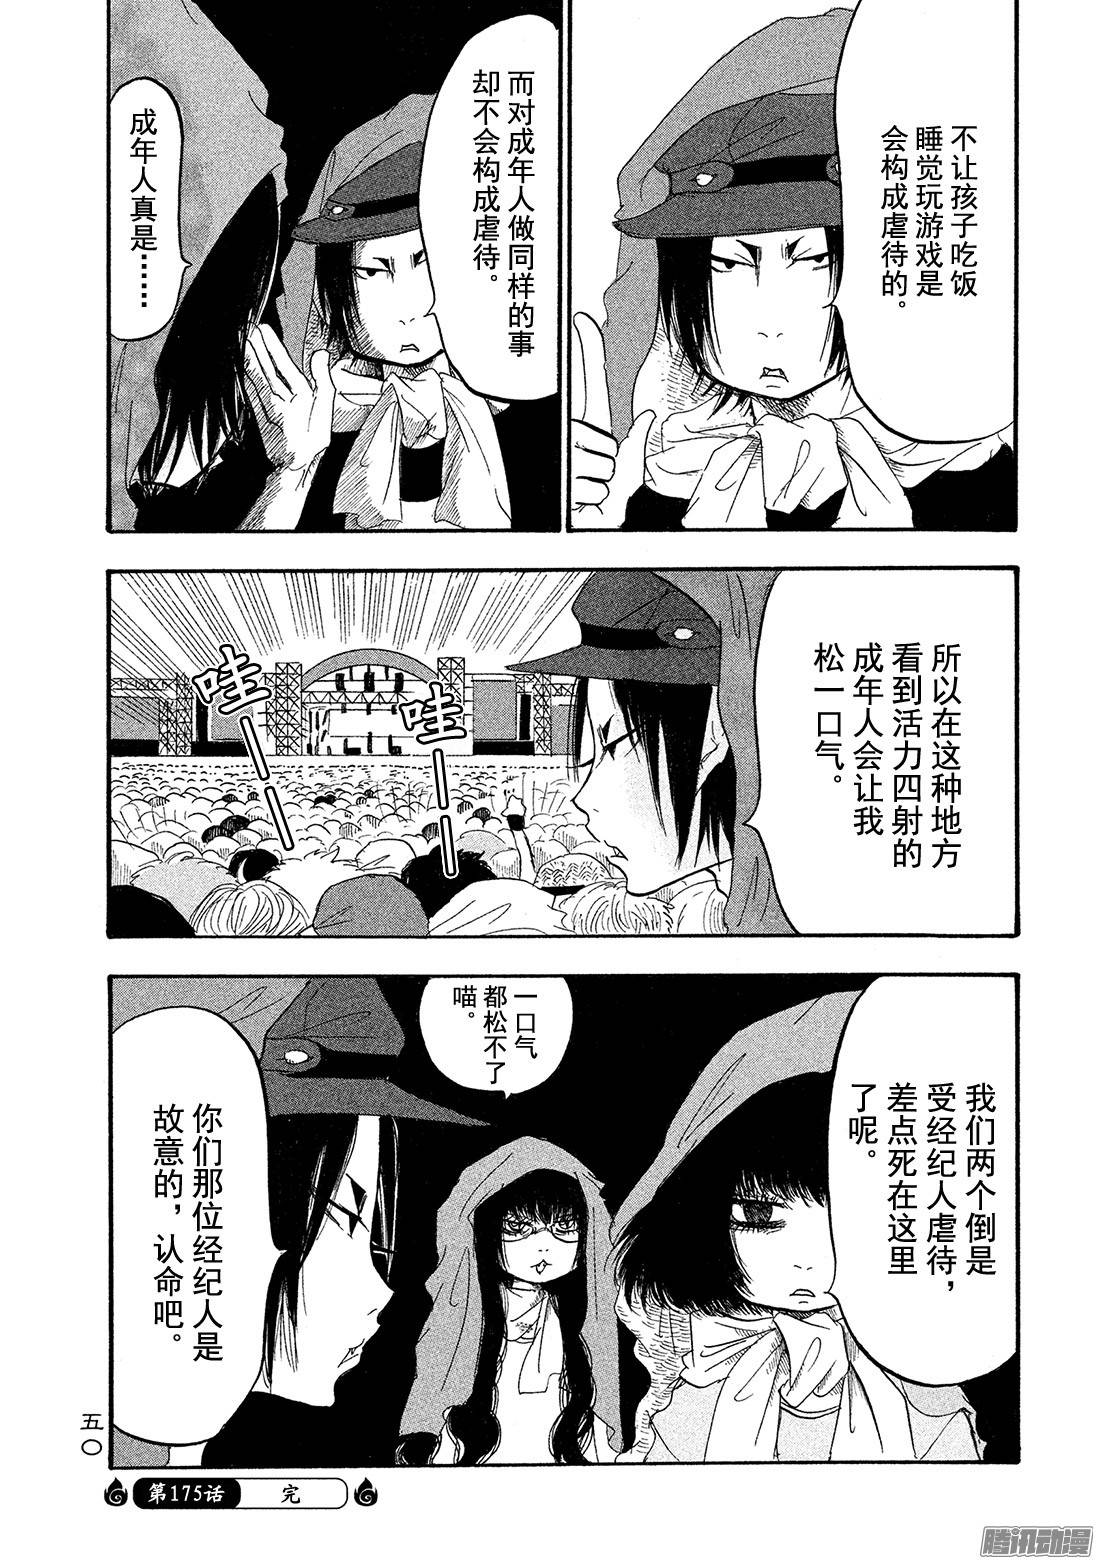 不让孩子吃饭
睡觉玩游戏是
会构成虐待的。
而对成年人做同样的事
却不会构成虐待。
成年人真是……
所以在这种地方
看到活力四射的
成年人会让我
松一口气。
哇——
哇——
我们两个倒是
受经纪人虐待，
差点死在这里
了呢。
一口气
都松不了
喵。
你们那位经纪人是
故意的，认命吧。
五〇
第175话 完
腾讯动漫